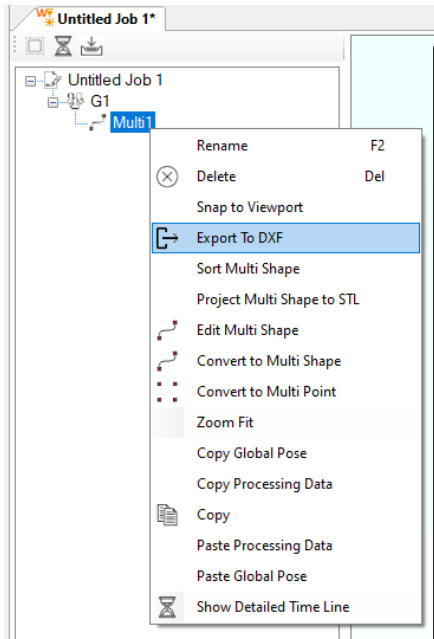 WF Untitled Job 1*
Untitled Job 1
G1
Multi1
Rename F2
Delete Del
Snap to Viewport
Export To DXF
Sort Multi Shape
Project Multi Shape to STL
Edit Multi Shape
Convert to Multi Shape
Convert to Multi Point
Zoom Fit
Copy Global Pose
Copy Processing Data
Copy
Paste Processing Data
Paste Global Pose
Show Detailed Time Line